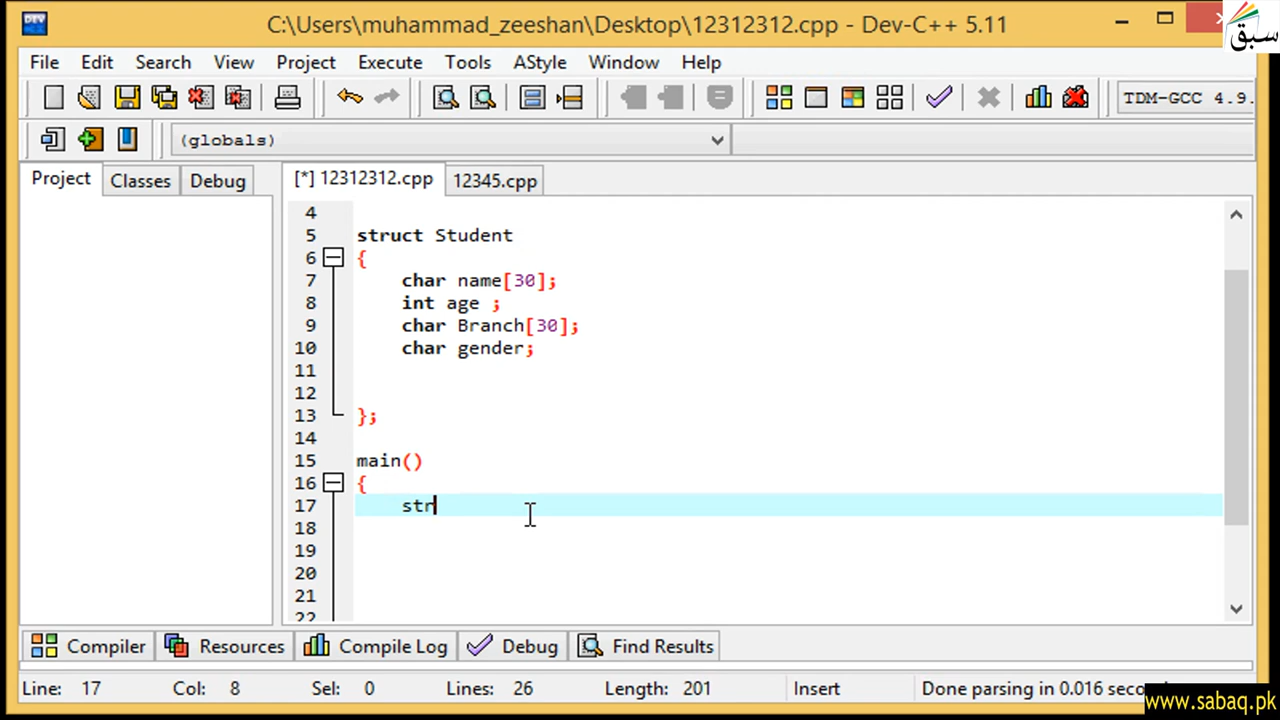 DEV
C:\Users\muhammad_zeeshan\Desktop\12312312.cpp - Dev-C++ 5.11
سبق
File Edit Search View Project Execute Tools AStyle Window Help
TDM-GCC 4.9.
(globals)
Project Classes Debug
[*] 12312312.cpp 12345.cpp
4
5 struct Student
6 {
7 char name[30];
8 int age ;
9 char Branch[30];
10 char gender;
11
12
13 };
14
15 main()
16 {
17 str
18
19
20
21
22
Compiler Resources Compile Log Debug Find Results
Line: 17 Col: 8 Sel: 0 Lines: 26 Length: 201 Insert Done parsing in 0.016 seco
www.sabaq.pk